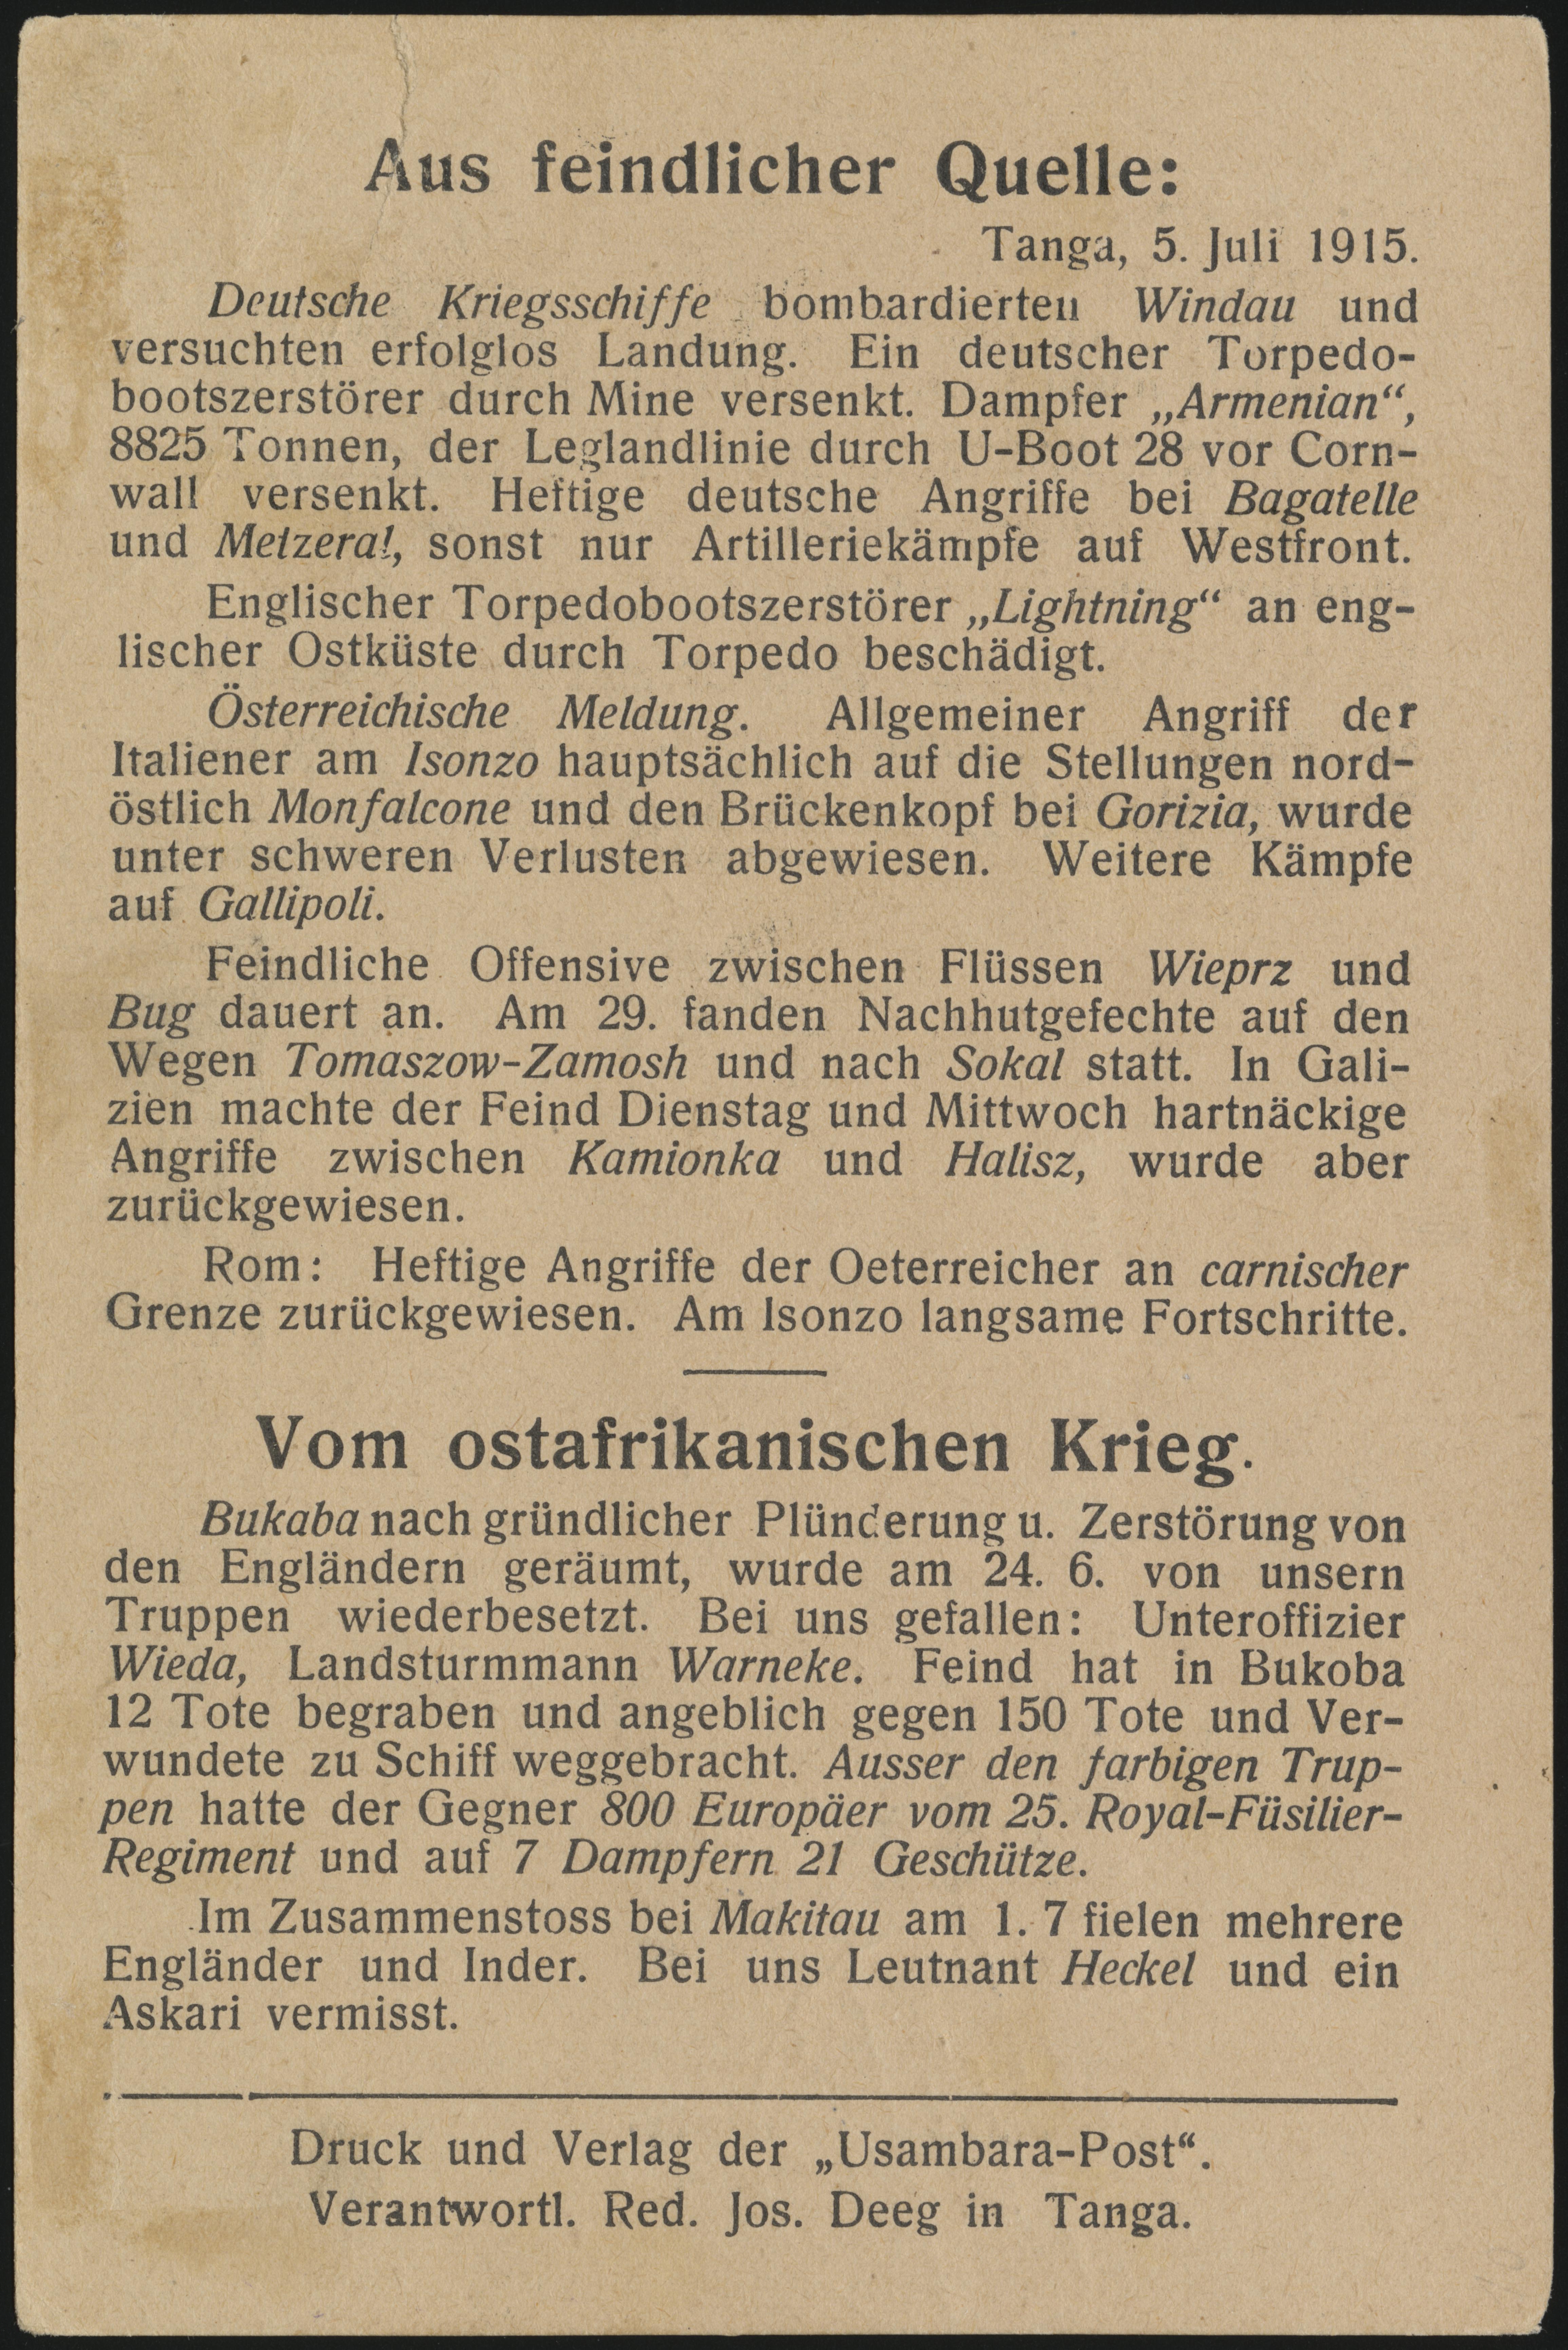 Aus feindlicher Quelle:
Tanga, 5. Juli 1915.
Deutsche Kriegsschiffe bombardierten Windau und
versuchten erfolglos Landung. Ein deutscher Torpedo-
bootszerstörer durch Mine versenkt. Dampfer „Armenian“,
8825 Tonnen, der Leglandlinie durch U-Boot 28 vor Corn-
wall versenkt. Heftige deutsche Angriffe bei Bagatelle
und Metzeral, sonst nur Artilleriekämpfe auf Westfront.
Englischer Torpedobootszerstörer „Lightning“ an eng-
lischer Ostküste durch Torpedo beschädigt.
Österreichische Meldung. Allgemeiner Angriff der
Italiener am Isonzo hauptsächlich auf die Stellungen nord-
östlich Monfalcone und den Brückenkopf bei Gorizia, wurde
unter schweren Verlusten abgewiesen. Weitere Kämpfe
auf Gallipoli.
Feindliche Offensive zwischen Flüssen Wieprz und
Bug dauert an. Am 29. fanden Nachhutgefechte auf den
Wegen Tomaszow-Zamosh und nach Sokal statt. In Gali-
zien machte der Feind Dienstag und Mittwoch hartnäckige
Angriffe zwischen Kamionka und Halisz, wurde aber
zurückgewiesen.
Rom: Heftige Angriffe der Oeterreicher an carnischer
Grenze zurückgewiesen. Am Isonzo langsame Fortschritte.
Vom ostafrikanischen Krieg.
Bukaba nach gründlicher Plünderung u. Zerstörung von
den Engländern geräumt, wurde am 24. 6. von unsern
Truppen wiederbesetzt. Bei uns gefallen: Unteroffizier
Wieda, Landsturmmann Warneke. Feind hat in Bukoba
12 Tote begraben und angeblich gegen 150 Tote und Ver-
wundete zu Schiff weggebracht. Ausser den farbigen Trup-
pen hatte der Gegner 800 Europäer vom 25. Royal-Füsilier-
Regiment und auf 7 Dampfern 21 Geschütze.
Im Zusammenstoss bei Makitau am 1. 7 fielen mehrere
Engländer und Inder. Bei uns Leutnant Heckel und ein
Askari vermisst.
Druck und Verlag der „Usambara-Post“.
Verantwortl. Red. Jos. Deeg in Tanga.